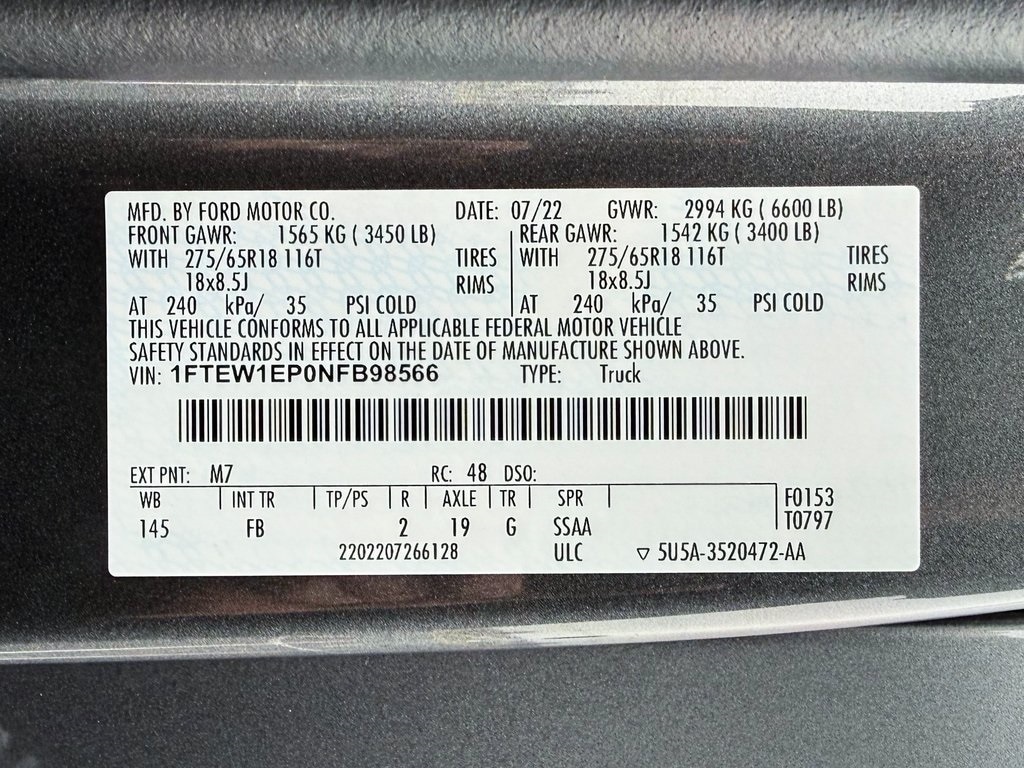 MFD. BY FORD MOTOR CO. DATE: 07/22 GVWR: 2994 KG ( 6600 LB)
FRONT GAWR: 1565 KG ( 3450 LB) REAR GAWR: 1542 KG ( 3400 LB)
WITH 275/65R18 116T TIRES WITH 275/65R18 116T TIRES
18x8.5J RIMS 18x8.5J RIMS
AT 240 kPa/ 35 PSI COLD AT 240 kPa/ 35 PSI COLD
THIS VEHICLE CONFORMS TO ALL APPLICABLE FEDERAL MOTOR VEHICLE
SAFETY STANDARDS IN EFFECT ON THE DATE OF MANUFACTURE SHOWN ABOVE.
VIN: 1FTEW1EP0NFB98566 TYPE: Truck
EXT PNT: M7 RC: 48 DSO:
WB INT TR TP/PS R AXLE TR SPR F0153
145 FB 2 19 G SSAA T0797
2202207266128 ULC ▽ 5U5A-3520472-AA